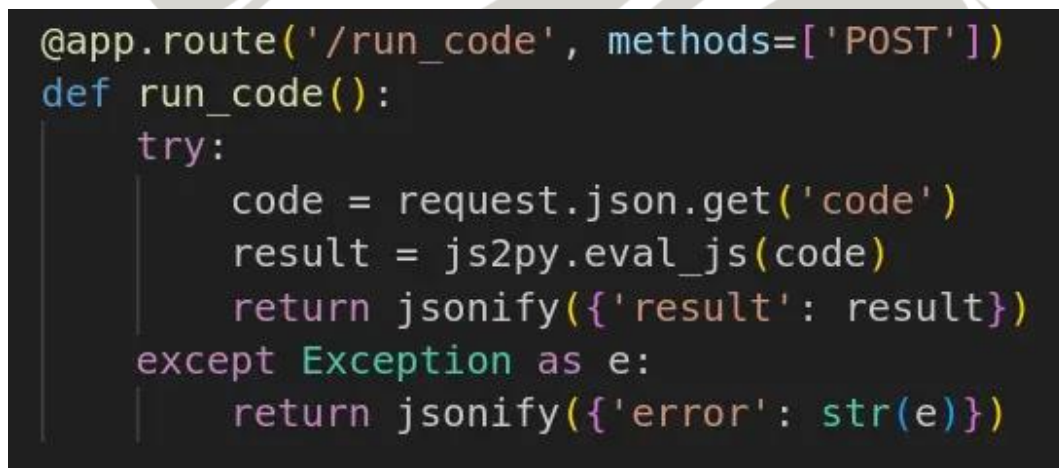 @app.route('/run_code', methods=['POST'])
def run_code():
    try:
        code = request.json.get('code')
        result = js2py.eval_js(code)
        return jsonify({'result': result})
    except Exception as e:
        return jsonify({'error': str(e)})